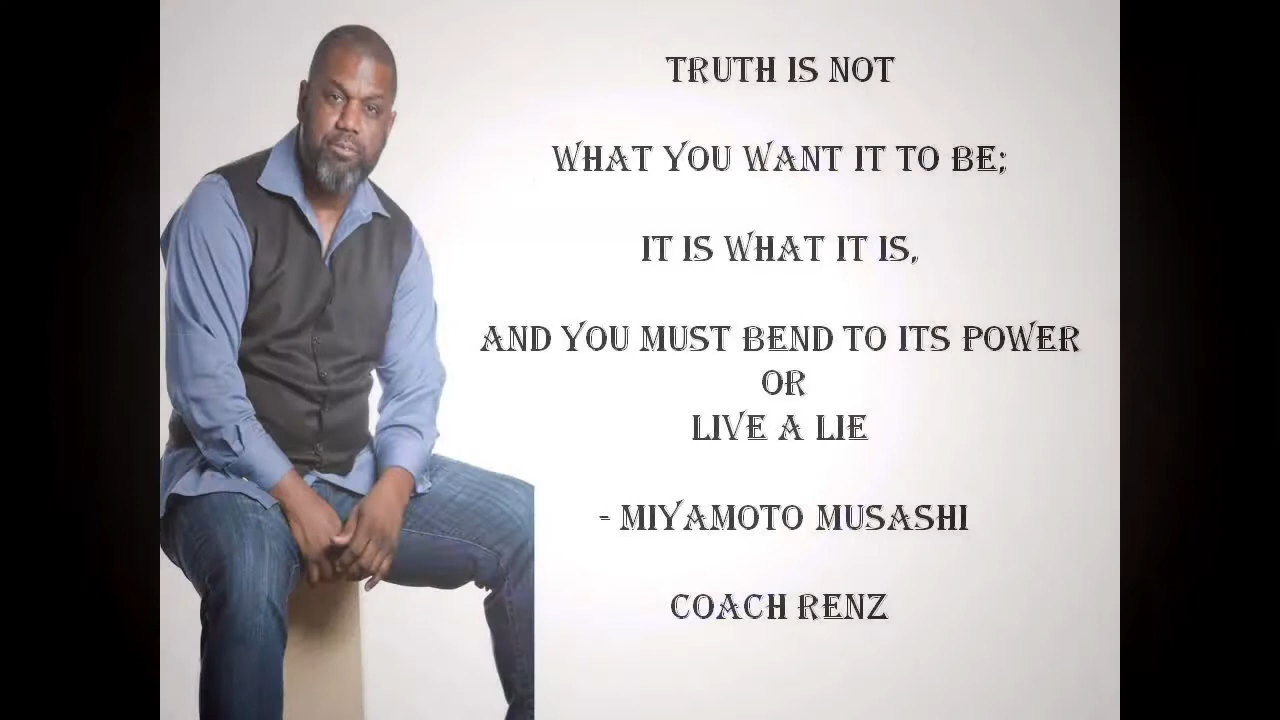 TRUTH IS NOT
WHAT YOU WANT IT TO BE;
IT IS WHAT IT IS,
AND YOU MUST BEND TO ITS POWER
OR
LIVE A LIE
- MIYAMOTO MUSASHI
COACH RENZ